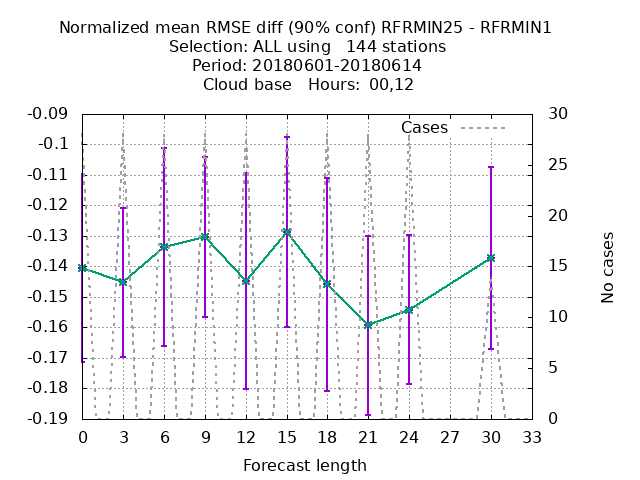 Normalized mean RMSE diff (90% conf) RFRMIN25 - RFRMIN1
Selection: ALL using   144 stations
Period: 20180601-20180614
Cloud base   Hours:  00,12
Cases
-0.09
-0.1
-0.11
-0.12
-0.13
-0.14
-0.15
-0.16
-0.17
-0.18
-0.19
30
25
20
15
10
5
0
No cases
0 3 6 9 12 15 18 21 24 27 30 33
Forecast length